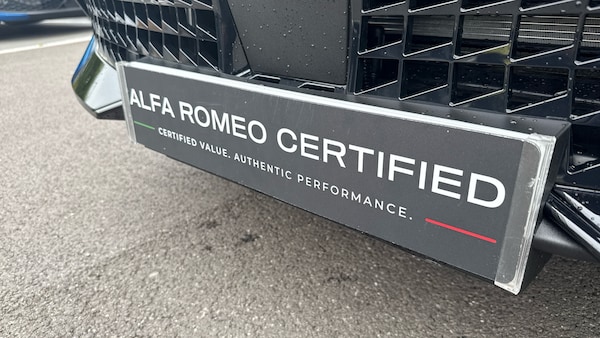 ALFA ROMEO CERTIFIED
CERTIFIED VALUE. AUTHENTIC PERFORMANCE.